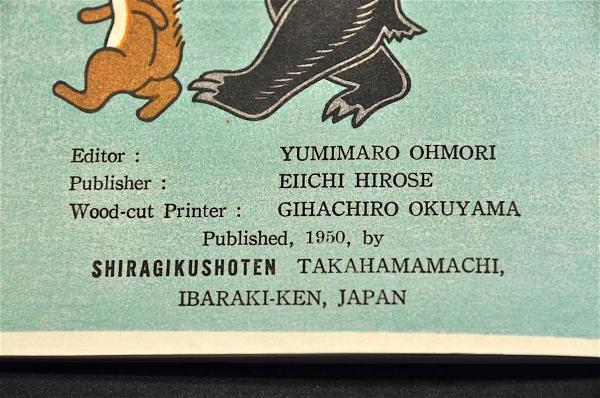 Editor : YUMIMARO OHMORI
Publisher : EIICHI HIROSE
Wood-cut Printer : GIHACHIRO OKUYAMA
Published, 1950, by
SHIRAGIKUSHOTEN TAKAHAMAMACHI,
IBARAKI-KEN, JAPAN